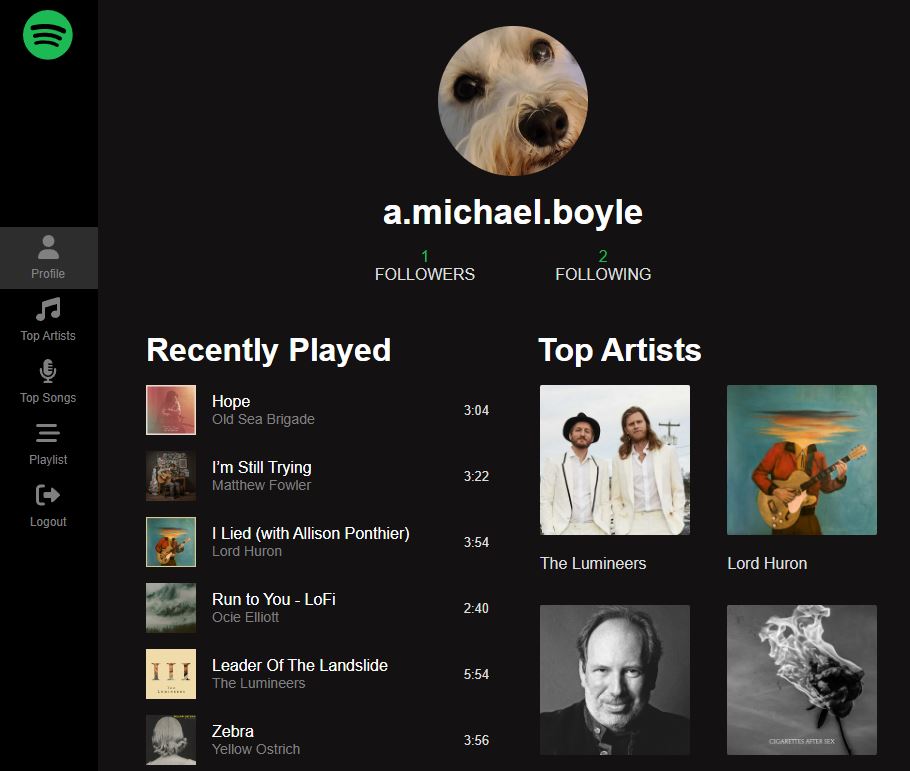 a.michael.boyle
1
FOLLOWERS
2
FOLLOWING
Profile
Top Artists
Top Songs
Playlist
Logout
Recently Played
Hope
Old Sea Brigade
3:04
I’m Still Trying
Matthew Fowler
3:22
I Lied (with Allison Ponthier)
Lord Huron
3:54
Run to You - LoFi
Ocie Elliott
2:40
III
THE
LUMINEERS
Leader Of The Landslide
The Lumineers
5:54
Zebra
Yellow Ostrich
3:56
Top Artists
The Lumineers
Lord Huron
CIGARETTES AFTER SEX